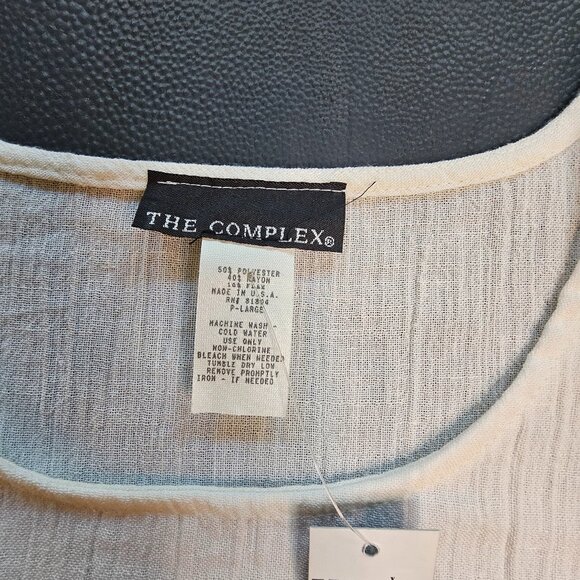 THE COMPLEX®
50% POLYESTER
40% RAYON
10% FLAX
MADE IN U.S.A.
RN# 81804
P-LARGE
MACHINE WASH -
COLD WATER
USE ONLY
NON-CHLORINE
BLEACH WHEN NEEDED
TUMBLE DRY LOW
REMOVE PROMPTLY
IRON - IF NEEDED